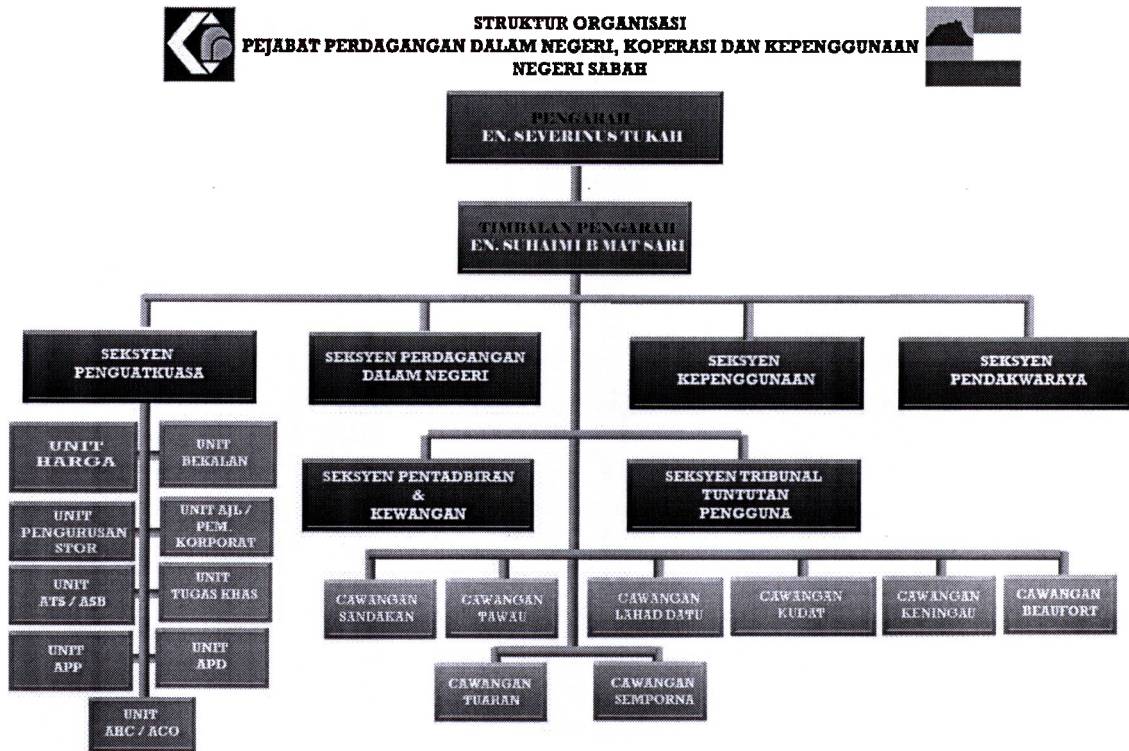 STRUKTUR ORGANISASI
PEJABAT PERDAGANGAN DALAM NEGERI, KOPERASI DAN KEPENGGUNAAN
NEGERI SABAH
PENGARAH
EN. SEVERINUS TUKAH
TIMBALAN PENGARAH
EN. SUHAIMI B MAT SARI
SEKSYEN
PENGUATKUASA
SEKSYEN PERDAGANGAN
DALAM NEGERI
SEKSYEN
KEPENGGUNAAN
SEKSYEN
PENDAKWARAYA
UNIT
HARGA
UNIT
BEKALAN
UNIT
PENGURUSAN
STOR
UNIT AJL /
PEM.
KORPORAT
UNIT
ATS / ASB
UNIT
TUGAS KHAS
UNIT
APP
UNIT
APD
UNIT
AHC / ACO
SEKSYEN PENTADBIRAN
&
KEWANGAN
SEKSYEN TRIBUNAL
TUNTUTAN
PENGGUNA
CAWANGAN
SANDAKAN
CAWANGAN
TAWAU
CAWANGAN
LAHAD DATU
CAWANGAN
KUDAT
CAWANGAN
KENINGAU
CAWANGAN
BEAUFORT
CAWANGAN
TUARAN
CAWANGAN
SEMPORNA